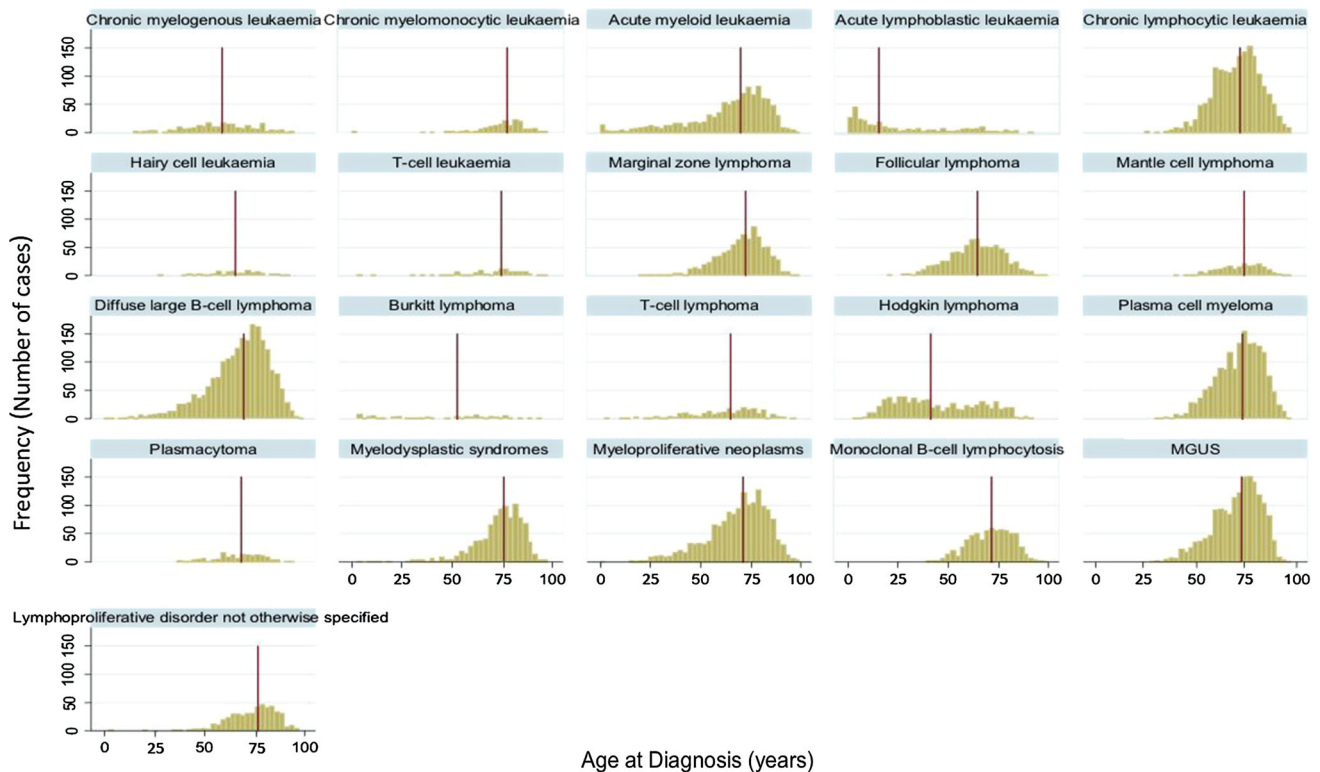 Chronic myelogenous leukaemia
Chronic myelomonocytic leukaemia
Acute myeloid leukaemia
Acute lymphoblastic leukaemia
Chronic lymphocytic leukaemia
150
100
50
0
Hairy cell leukaemia
T-cell leukaemia
Marginal zone lymphoma
Follicular lymphoma
Mantle cell lymphoma
150
100
50
0
Diffuse large B-cell lymphoma
Burkitt lymphoma
T-cell lymphoma
Hodgkin lymphoma
Plasma cell myeloma
150
100
50
0
Plasmacytoma
Myelodysplastic syndromes
Myeloproliferative neoplasms
Monoclonal B-cell lymphocytosis
MGUS
150
100
50
0
0 25 50 75 100
0 25 50 75 100
0 25 50 75 100
0 25 50 75 100
Lymphoproliferative disorder not otherwise specified
150
100
50
0
0 25 50 75 100
Frequency (Number of cases)
Age at Diagnosis (years)